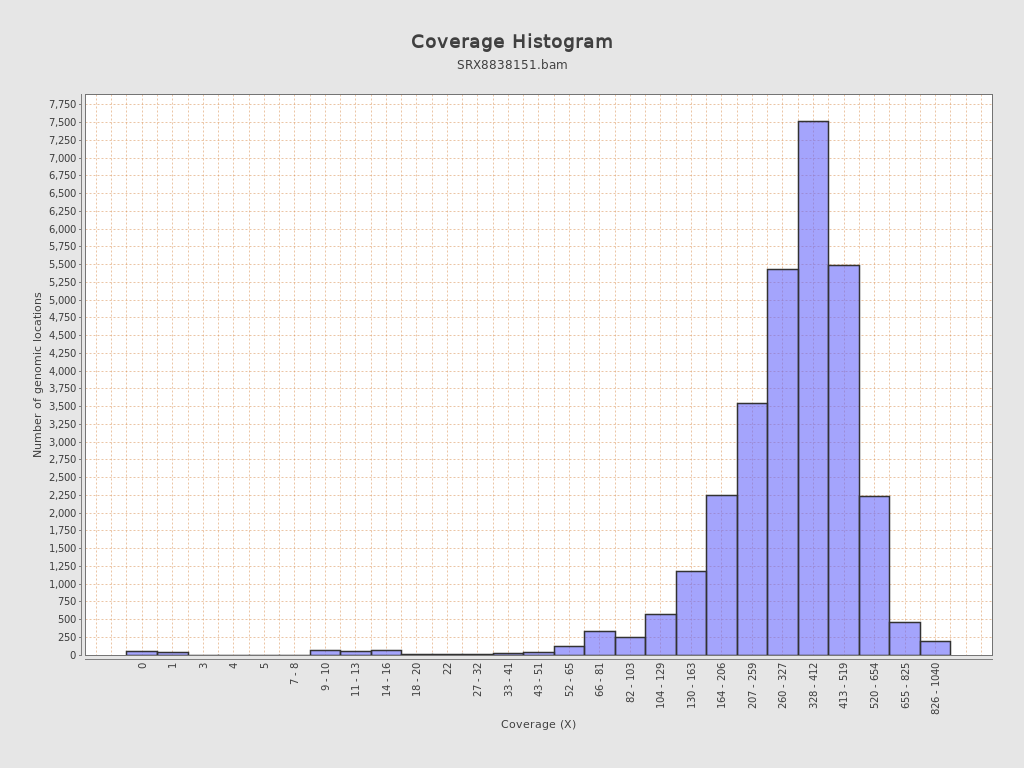 Coverage Histogram
SRX8838151.bam
7,750
7,500
7,250
7,000
6,750
6,500
6,250
6,000
5,750
5,500
5,250
5,000
4,750
4,500
4,250
4,000
3,750
3,500
3,250
3,000
2,750
2,500
2,250
2,000
1,750
1,500
1,250
1,000
750
500
250
0
Number of genomic locations
0
1
3
4
5
7 - 8
9 - 10
11 - 13
14 - 16
18 - 20
22
27 - 32
33 - 41
43 - 51
52 - 65
66 - 81
82 - 103
104 - 129
130 - 163
164 - 206
207 - 259
260 - 327
328 - 412
413 - 519
520 - 654
655 - 825
826 - 1040
Coverage (X)